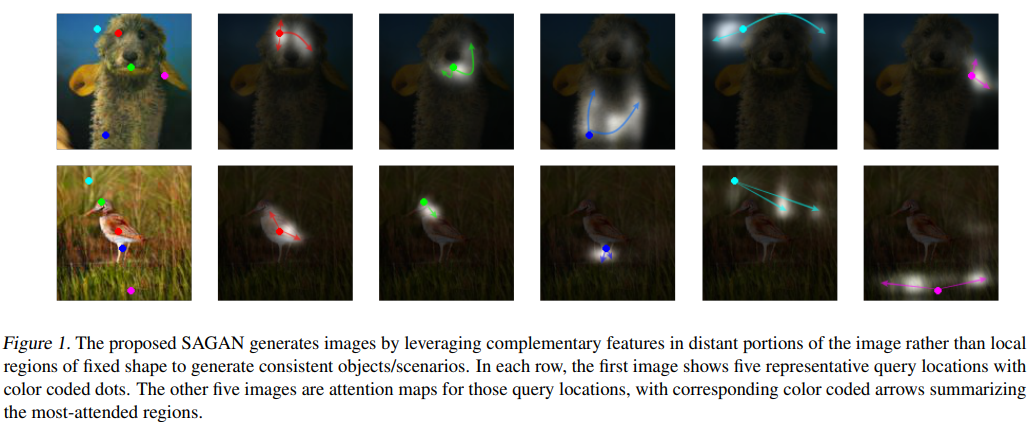 Figure 1. The proposed SAGAN generates images by leveraging complementary features in distant portions of the image rather than local
regions of fixed shape to generate consistent objects/scenarios. In each row, the first image shows five representative query locations with
color coded dots. The other five images are attention maps for those query locations, with corresponding color coded arrows summarizing
the most-attended regions.